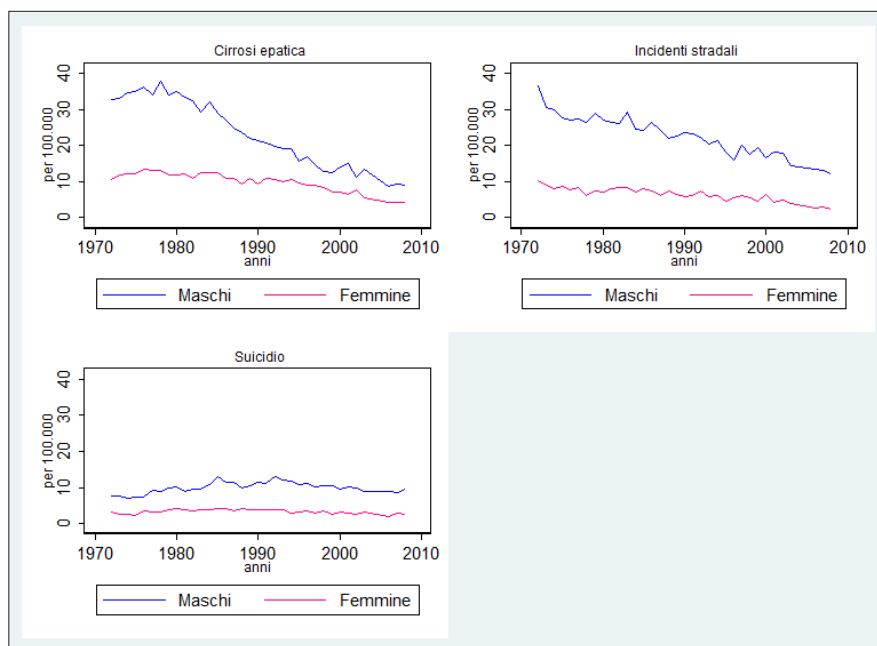 Cirrosi epatica
per 100.000
40
30
20
10
0
1970 1980 1990 2000 2010
anni
Maschi Femmine
Incidenti stradali
per 100.000
40
30
20
10
0
1970 1980 1990 2000 2010
anni
Maschi Femmine
Suicidio
per 100.000
40
30
20
10
0
1970 1980 1990 2000 2010
anni
Maschi Femmine